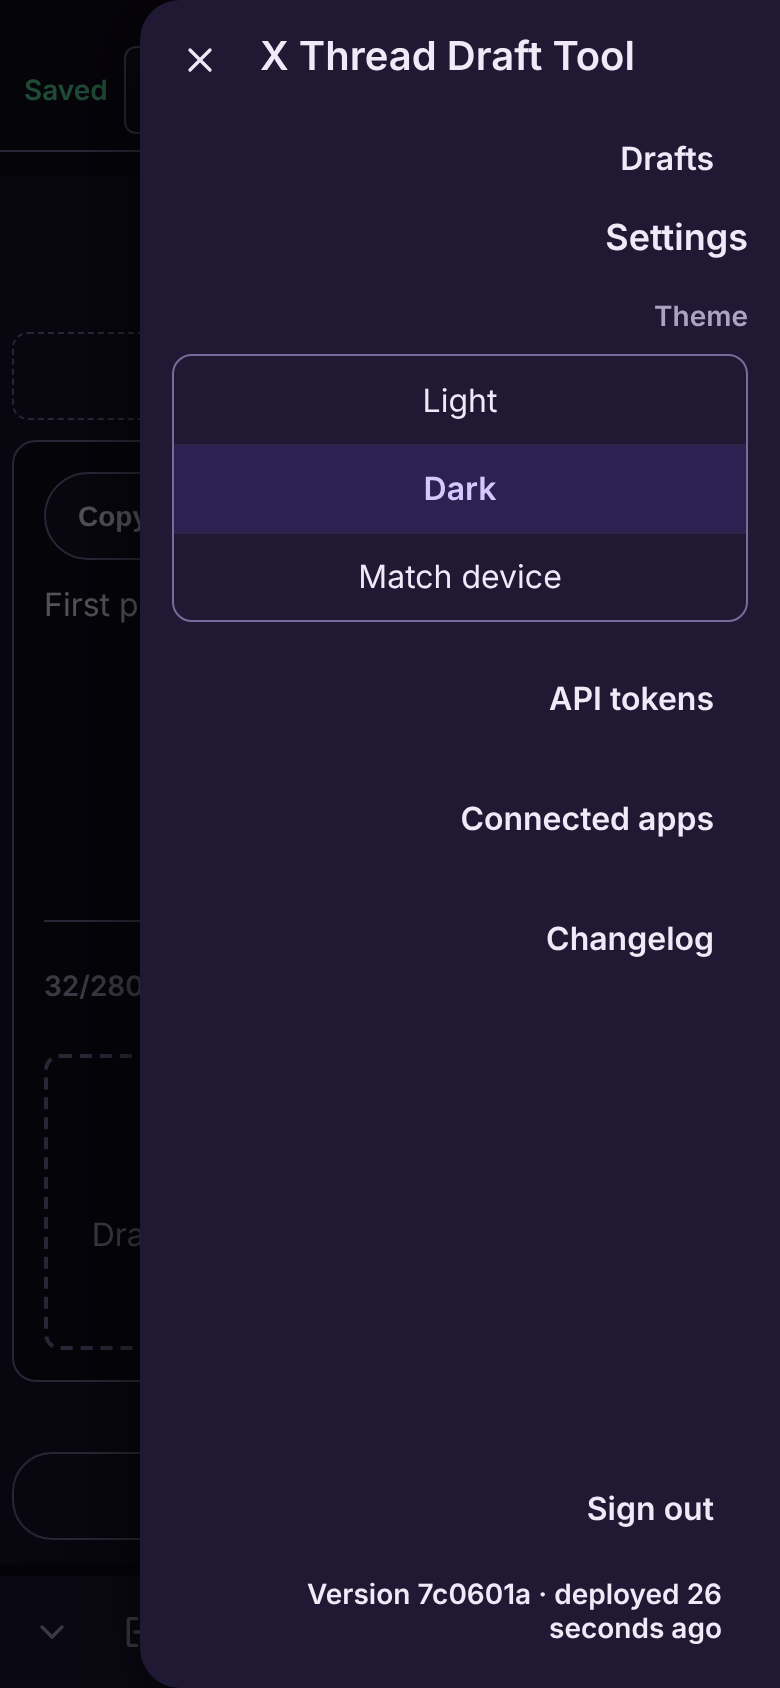 X Thread Draft Tool
Saved
Drafts
Settings
Theme
Light
Dark
Match device
Copy
First p
API tokens
Connected apps
Changelog
32/280
Dra
Sign out
Version 7c0601a · deployed 26
seconds ago